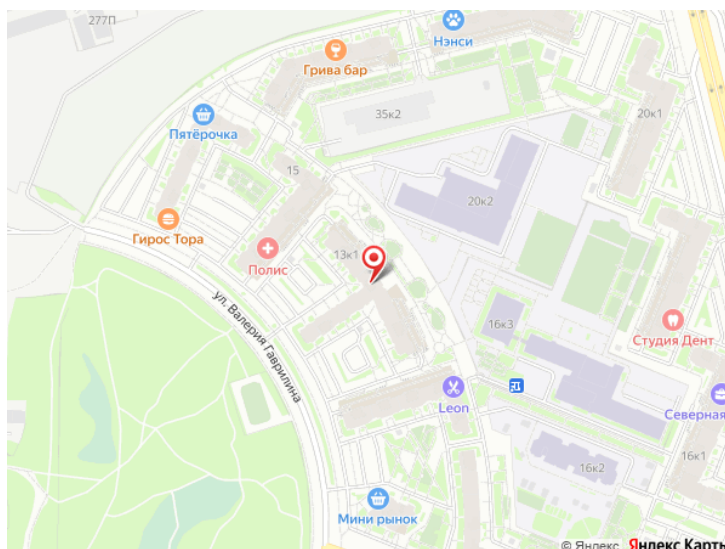 277П
Нэнси
Грива бар
35к2
20к1
Пятёрочка
15
20к2
Гирос Тора
Полис
13к1
ул. Валерия Гаврилина
16к3
Студия Дент
Leon
Северная
16к1
16к2
Мини рынок
© Яндекс
Яндекс Карты